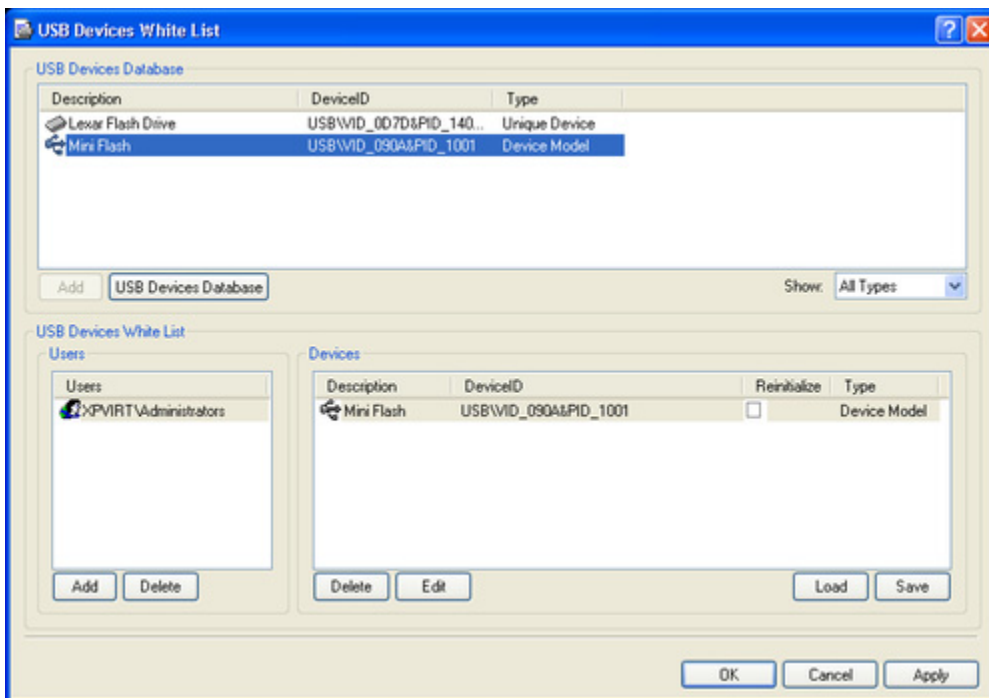 USB Devices White List
USB Devices Database
Description DeviceID Type
Lexar Flash Drive USB\VID_0D7D&PID_140... Unique Device
Mini Flash USB\VID_090A&PID_1001 Device Model
Add USB Devices Database Show: All Types
USB Devices White List
Users
Users
XPVIRT\Administrators
Add Delete
Devices
Description DeviceID Reinitialize Type
Mini Flash USB\VID_090A&PID_1001 Device Model
Delete Edit Load Save
OK Cancel Apply